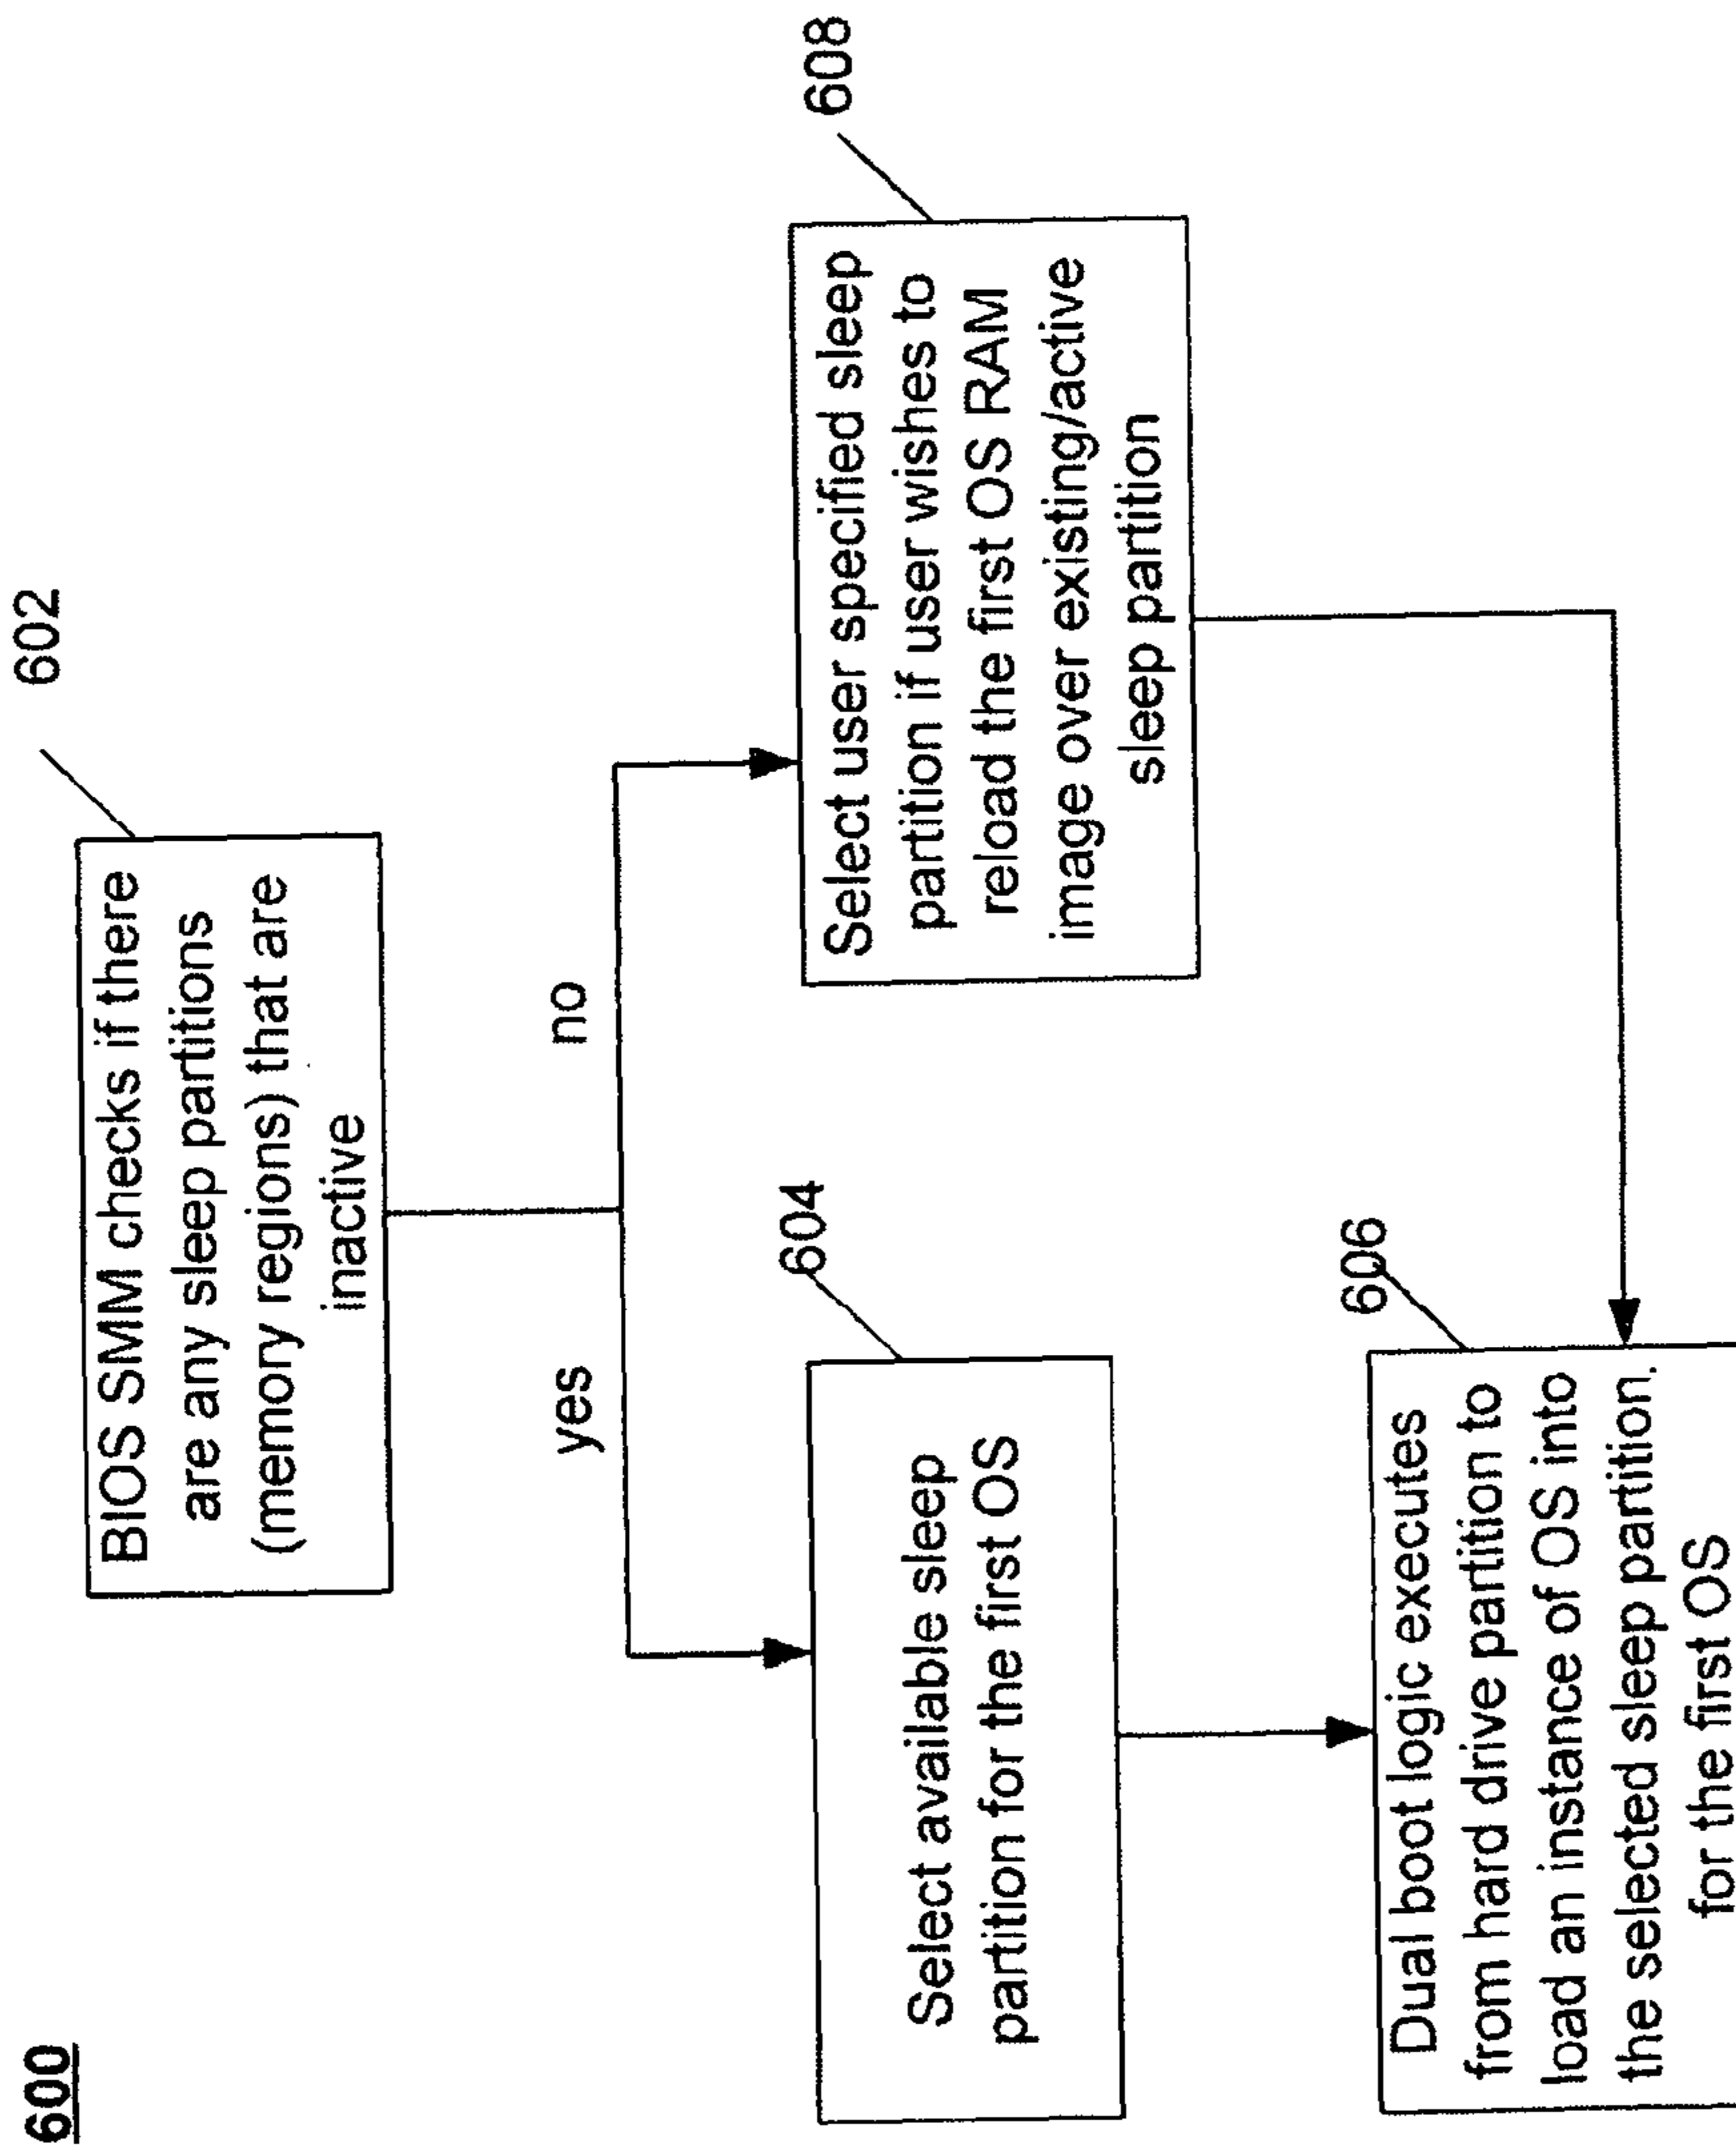 600
602
BIOS SMM checks if there
are any sleep partitions
(memory regions) that are
inactive
yes
no
604
Select available sleep
partition for the first OS
608
Select user specified sleep
partition if user wishes to
reload the first OS RAM
image over existing/active
sleep partition
606
Dual boot logic executes
from hard drive partition to
load an instance of OS into
the selected sleep partition.
for the first OS